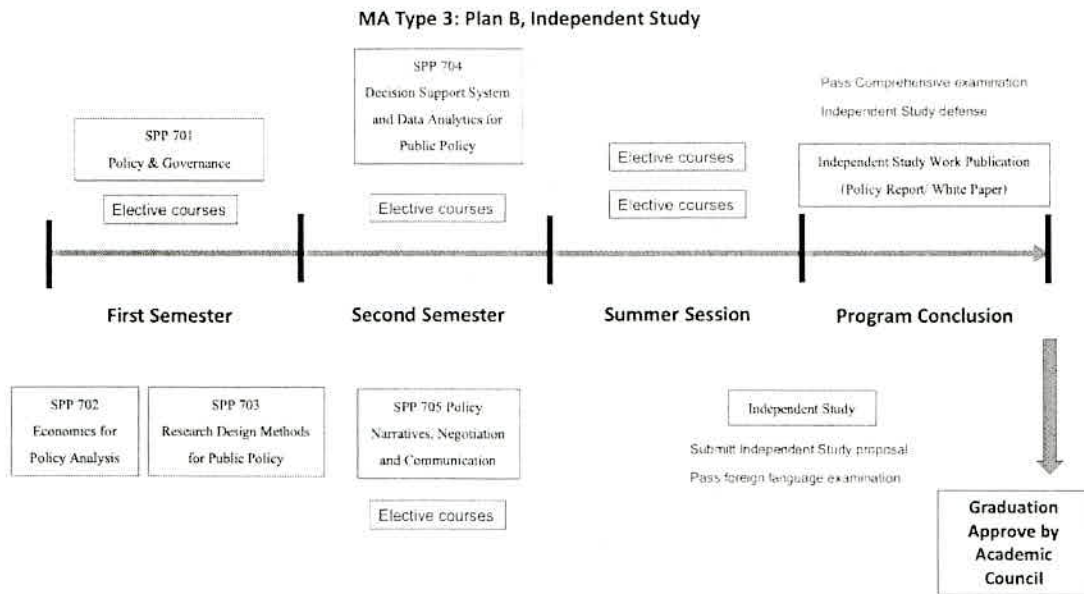 MA Type 3: Plan B, Independent Study
SPP 701
Policy & Governance
Elective courses
SPP 704
Decision Support System
and Data Analytics for
Public Policy
Elective courses
Elective courses
Elective courses
Pass Comprehensive examination
Independent Study defense
Independent Study Work Publication
(Policy Report/ White Paper)
First Semester
Second Semester
Summer Session
Program Conclusion
SPP 702
Economics for
Policy Analysis
SPP 703
Research Design Methods
for Public Policy
SPP 705 Policy
Narratives, Negotiation
and Communication
Elective courses
Independent Study
Submitt Independent Study proposal
Pass foreign language examination
Graduation
Approve by
Academic
Council